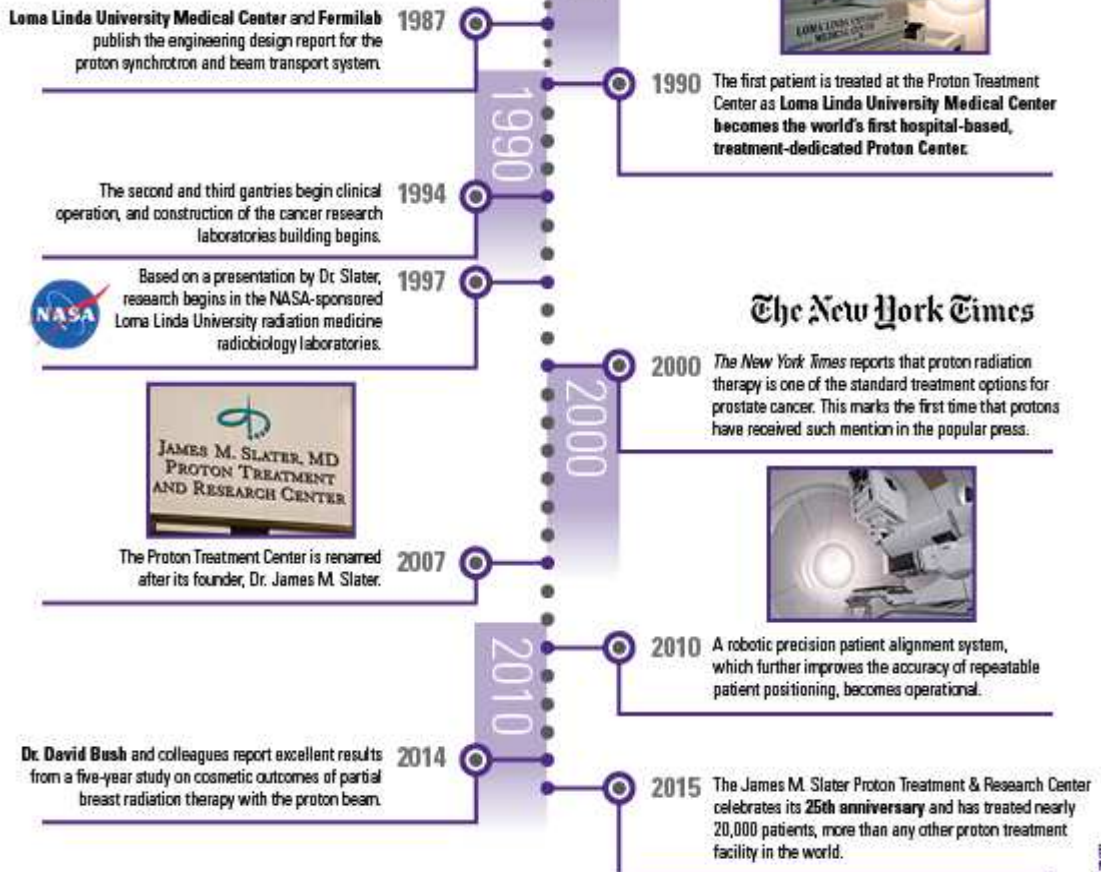 Loma Linda University Medical Center and Fermilab
publish the engineering design report for the
proton synchrotron and beam transport system.
1987
LOMA LINDA UNIVERSITY
MEDICAL CENTER
1990
1990
The first patient is treated at the Proton Treatment
Center as Loma Linda University Medical Center
becomes the world's first hospital-based,
treatment-dedicated Proton Center.
The second and third gantries begin clinical
operation, and construction of the cancer research
laboratories building begins.
1994
NASA
Based on a presentation by Dr. Slater,
research begins in the NASA-sponsored
Loma Linda University radiation medicine
radiobiology laboratories.
1997
The New York Times
2000
2000
The New York Times reports that proton radiation
therapy is one of the standard treatment options for
prostate cancer. This marks the first time that protons
have received such mention in the popular press.
JAMES M. SLATER, MD
PROTON TREATMENT
AND RESEARCH CENTER
The Proton Treatment Center is renamed
after its founder, Dr. James M. Slater.
2007
2010
2010
A robotic precision patient alignment system,
which further improves the accuracy of repeatable
patient positioning, becomes operational.
Dr. David Bush and colleagues report excellent results
from a five-year study on cosmetic outcomes of partial
breast radiation therapy with the proton beam.
2014
2015
The James M. Slater Proton Treatment & Research Center
celebrates its 25th anniversary and has treated nearly
20,000 patients, more than any other proton treatment
facility in the world.